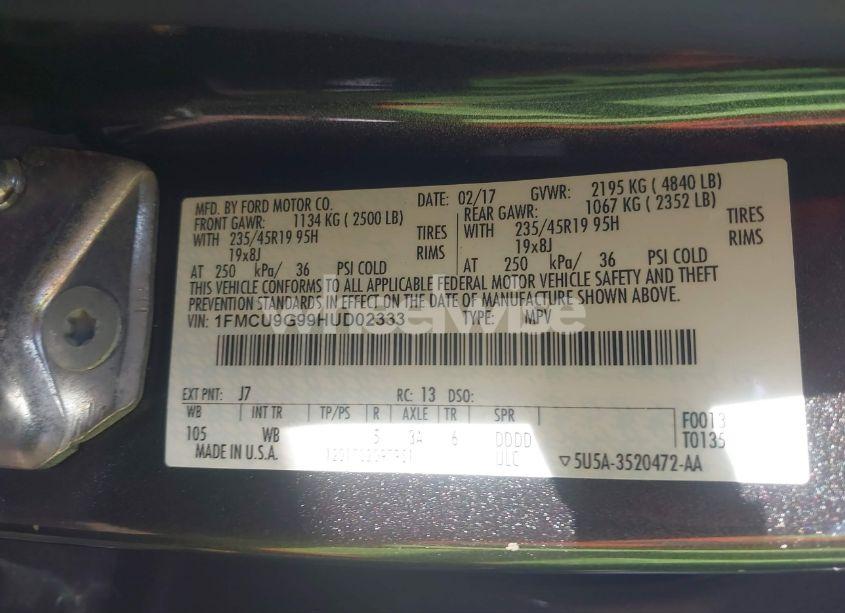 MFD. BY FORD MOTOR CO. DATE: 02/17 GVWR: 2195 KG ( 4840 LB)
FRONT GAWR: 1134 KG ( 2500 LB) REAR GAWR: 1067 KG ( 2352 LB)
WITH 235/45R19 95H TIRES WITH 235/45R19 95H TIRES
19x8J RIMS 19x8J RIMS
AT 250 kPa/ 36 PSI COLD AT 250 kPa/ 36 PSI COLD
THIS VEHICLE CONFORMS TO ALL APPLICABLE FEDERAL MOTOR VEHICLE SAFETY AND THEFT
PREVENTION STANDARDS IN EFFECT ON THE DATE OF MANUFACTURE SHOWN ABOVE.
VIN: 1FMCU9G99HUD02333 TYPE: MPV
EXT PNT: J7 RC: 13 DSO:
WB INT TR TP/PS R AXLE TR SPR F0013
105 WB 5 3A 6 DDDD T0135
MADE IN U.S.A. ULC ▽5U5A-3520472-AA